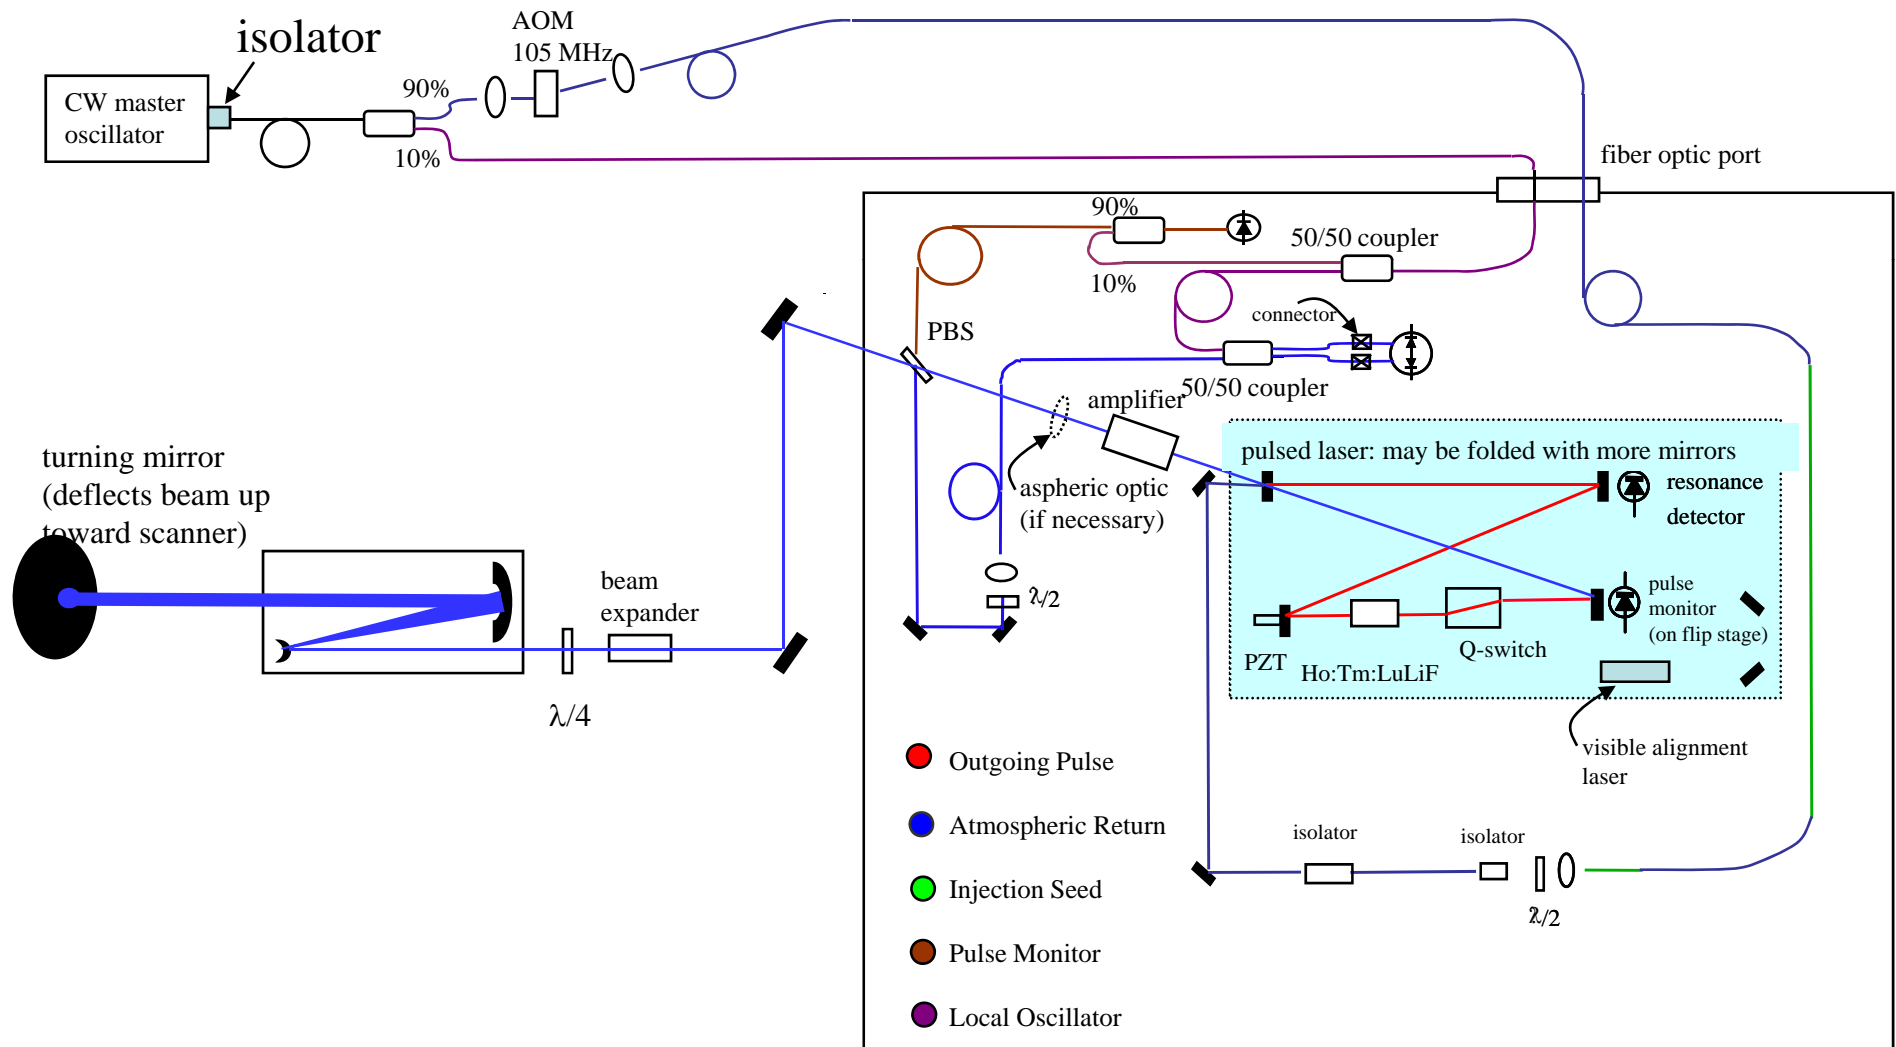 isolator
AOM
105 MHz
CW master
oscillator
90%
10%
fiber optic port
90%
50/50 coupler
10%
connector
PBS
50/50 coupler
amplifier
pulsed laser: may be folded with more mirrors
turning mirror
(deflects beam up
toward scanner)
aspheric optic
(if necessary)
resonance
detector
beam
expander
λ/2
pulse
monitor
(on flip stage)
PZT
Ho:Tm:LuLiF
Q-switch
λ/4
visible alignment
laser
Outgoing Pulse
Atmospheric Return
isolator
isolator
Injection Seed
λ/2
Pulse Monitor
Local Oscillator